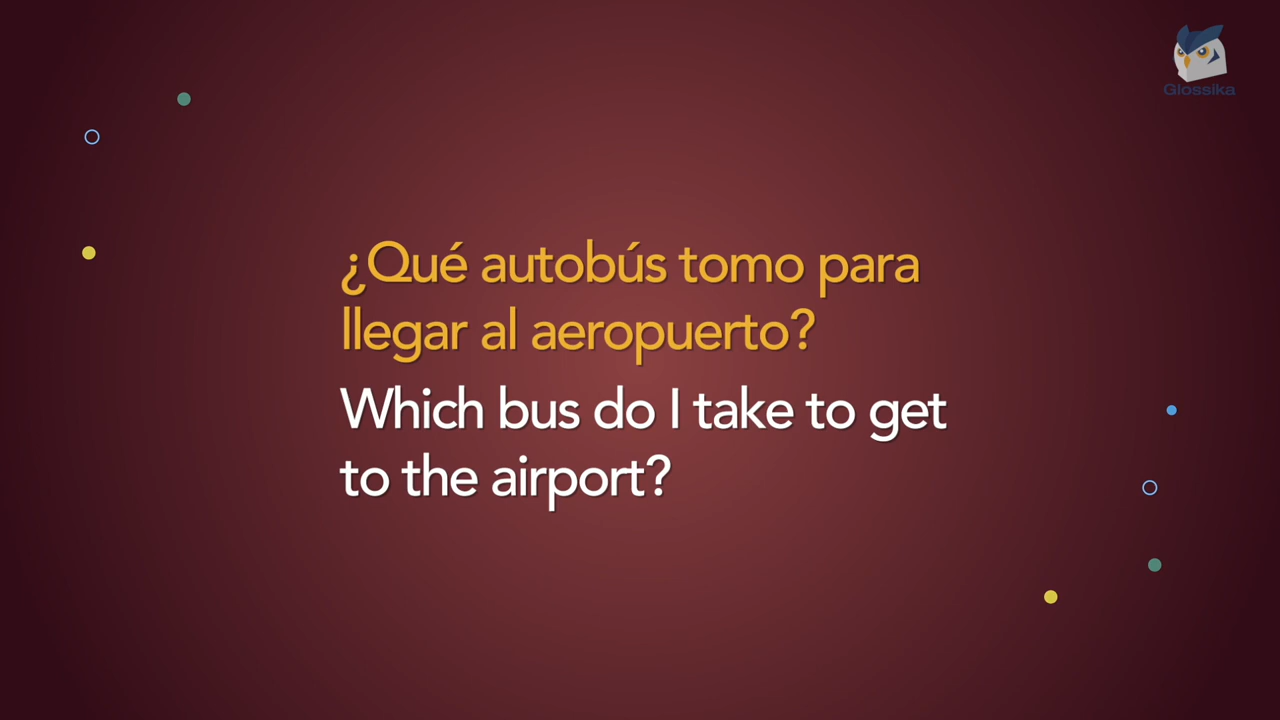 Glossika
¿Qué autobús tomo para
llegar al aeropuerto?
Which bus do I take to get
to the airport?